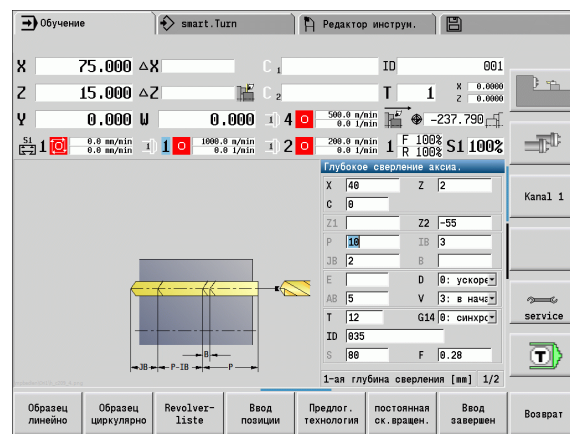 Обучение smart.Turn Редактор инструм.
X 75.000 △X C 1 ID 001
Z 15.000 △Z C 2 T 1 X 0.0000 Z 0.0000
Y 0.000 U 0.000 4 500.0 m/min 0.0 1/min -237.790
S1 1 0.0 mm/min 0.0 mm/min 1 1000.0 m/min 0.0 1/min 2 200.0 m/min 0.0 1/min 1 F 100% R 100% S1 100%
Глубокое сверление аксиа.
X 40 Z 2
C 0
Z1 Z2 -55
P 10 IB 3
JB 2 B
E D 0: ускоре
AB 5 V 3: в нача
T 12 G14 0: синхрс
ID 035
S 80 F 0.28
1-ая глубина сверления [mm] 1/2
B
JB P-IB P
Kanal 1
service
T
Образец линейно
Образец циркулярно
Revolver- liste
Ввод позиции
Предлог. технология
постоянная ск.вращен.
Ввод завершен
Возврат